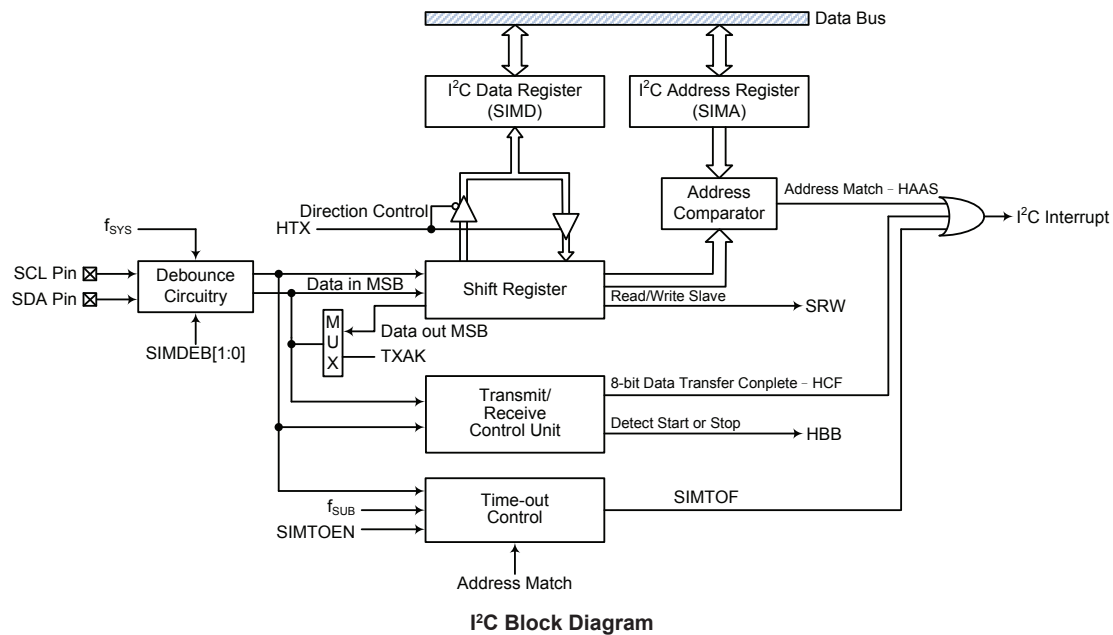 Data Bus
I²C Data Register
(SIMD)
I²C Address Register
(SIMA)
Address
Comparator
Address Match - HAAS
I²C Interrupt
Direction Control
HTX
fSYS
SCL Pin
SDA Pin
Debounce
Circuitry
SIMDEB[1:0]
Data in MSB
Shift Register
Read/Write Slave
SRW
M
U
X
Data out MSB
TXAK
Transmit/
Receive
Control Unit
8-bit Data Transfer Conplete - HCF
Detect Start or Stop
HBB
fSUB
SIMTOEN
Time-out
Control
SIMTOF
Address Match
I²C Block Diagram